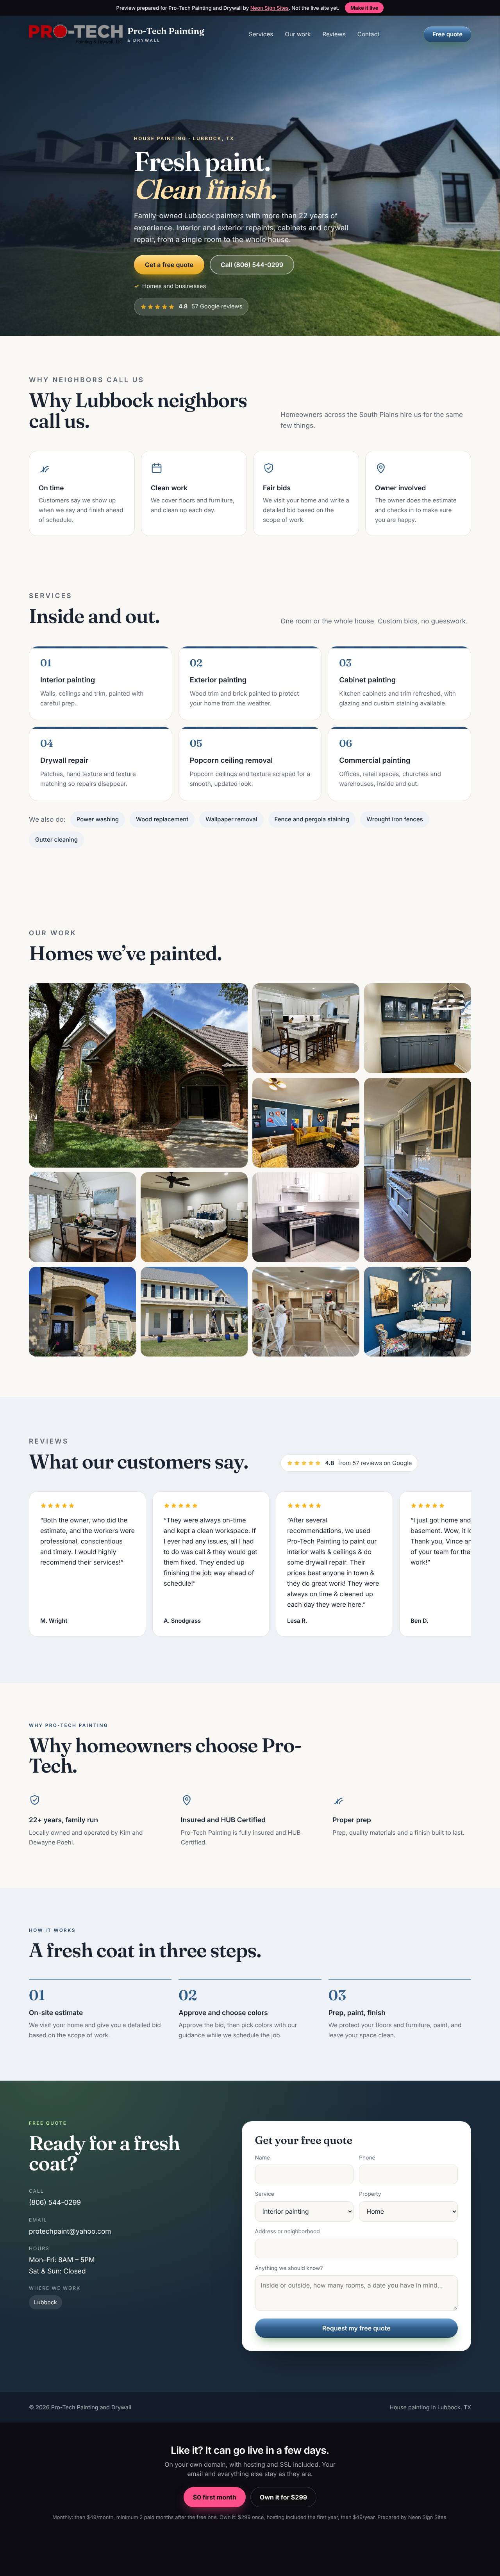 Preview prepared for Pro-Tech Painting and Drywall by Neon Sign Sites. Not the live site yet. Make it live
PRO-TECH
Pro-Tech Painting
& DRYWALL
Services Our work Reviews Contact
Free quote
HOUSE PAINTING · LUBBOCK, TX
Fresh paint.
Clean finish.
Family-owned Lubbock painters with more than 22 years of
experience. Interior and exterior repaints, cabinets and drywall
repair, from a single room to the whole house.
Get a free quote Call (806) 544-0299
✓ Homes and businesses
★★★★★ 4.8 57 Google reviews
WHY NEIGHBORS CALL US
Why Lubbock neighbors
call us.
Homeowners across the South Plains hire us for the same
few things.
On time
Customers say we show up
when we say and finish ahead
of schedule.
Clean work
We cover floors and furniture,
and clean up each day.
Fair bids
We visit your home and write a
detailed bid based on the
scope of work.
Owner involved
The owner does the estimate
and checks in to make sure
you are happy.
SERVICES
Inside and out.
One room or the whole house. Custom bids, no guesswork.
01
Interior painting
Walls, ceilings and trim, painted with
careful prep.
02
Exterior painting
Wood trim and brick painted to protect
your home from the weather.
03
Cabinet painting
Kitchen cabinets and trim refreshed, with
glazing and custom staining available.
04
Drywall repair
Patches, hand texture and texture
matching so repairs disappear.
05
Popcorn ceiling removal
Popcorn ceilings and texture scraped for a
smooth, updated look.
06
Commercial painting
Offices, retail spaces, churches and
warehouses, inside and out.
We also do: Power washing Wood replacement Wallpaper removal Fence and pergola staining Wrought iron fences
Gutter cleaning
OUR WORK
Homes we’ve painted.
REVIEWS
What our customers say.
★★★★★ 4.8 from 57 reviews on Google
★★★★★
“Both the owner, who did the
estimate, and the workers were
professional, conscientious
and timely. I would highly
recommend their services!”
M. Wright
★★★★★
“They were always on-time
and kept a clean workspace. If
I ever had any issues, all I had
to do was call & they would get
them fixed. They ended up
finishing the job way ahead of
schedule!”
A. Snodgrass
★★★★★
“After several
recommendations, we used
Pro-Tech Painting to paint our
interior walls & ceilings & do
some drywall repair. Their
prices beat anyone in town &
they do great work! They were
always on time & cleaned up
each day they were here.”
Lesa R.
★★★★★
“I just got home and
basement. Wow, it
Thank you, Vince
of your team for the
work!”
Ben D.
WHY PRO-TECH PAINTING
Why homeowners choose Pro-
Tech.
22+ years, family run
Locally owned and operated by Kim and
Dewayne Poehl.
Insured and HUB Certified
Pro-Tech Painting is fully insured and HUB
Certified.
Proper prep
Prep, quality materials and a finish built to last.
HOW IT WORKS
A fresh coat in three steps.
01
On-site estimate
We visit your home and give you a detailed bid
based on the scope of work.
02
Approve and choose colors
Approve the bid, then pick colors with our
guidance while we schedule the job.
03
Prep, paint, finish
We protect your floors and furniture, paint, and
leave your space clean.
FREE QUOTE
Ready for a fresh
coat?
CALL
(806) 544-0299
EMAIL
protechpaint@yahoo.com
HOURS
Mon–Fri: 8AM – 5PM
Sat & Sun: Closed
WHERE WE WORK
Lubbock
Get your free quote
Name Phone
Service Property
Interior painting Home
Address or neighborhood
Anything we should know?
Inside or outside, how many rooms, a date you have in mind...
Request my free quote
© 2026 Pro-Tech Painting and Drywall
House painting in Lubbock, TX
Like it? It can go live in a few days.
On your own domain, with hosting and SSL included. Your
email and everything else stay as they are.
$0 first month Own it for $299
Monthly: then $49/month, minimum 2 paid months after the free one. Own it: $299 once, hosting included the first year, then $49/year. Prepared by Neon Sign Sites.